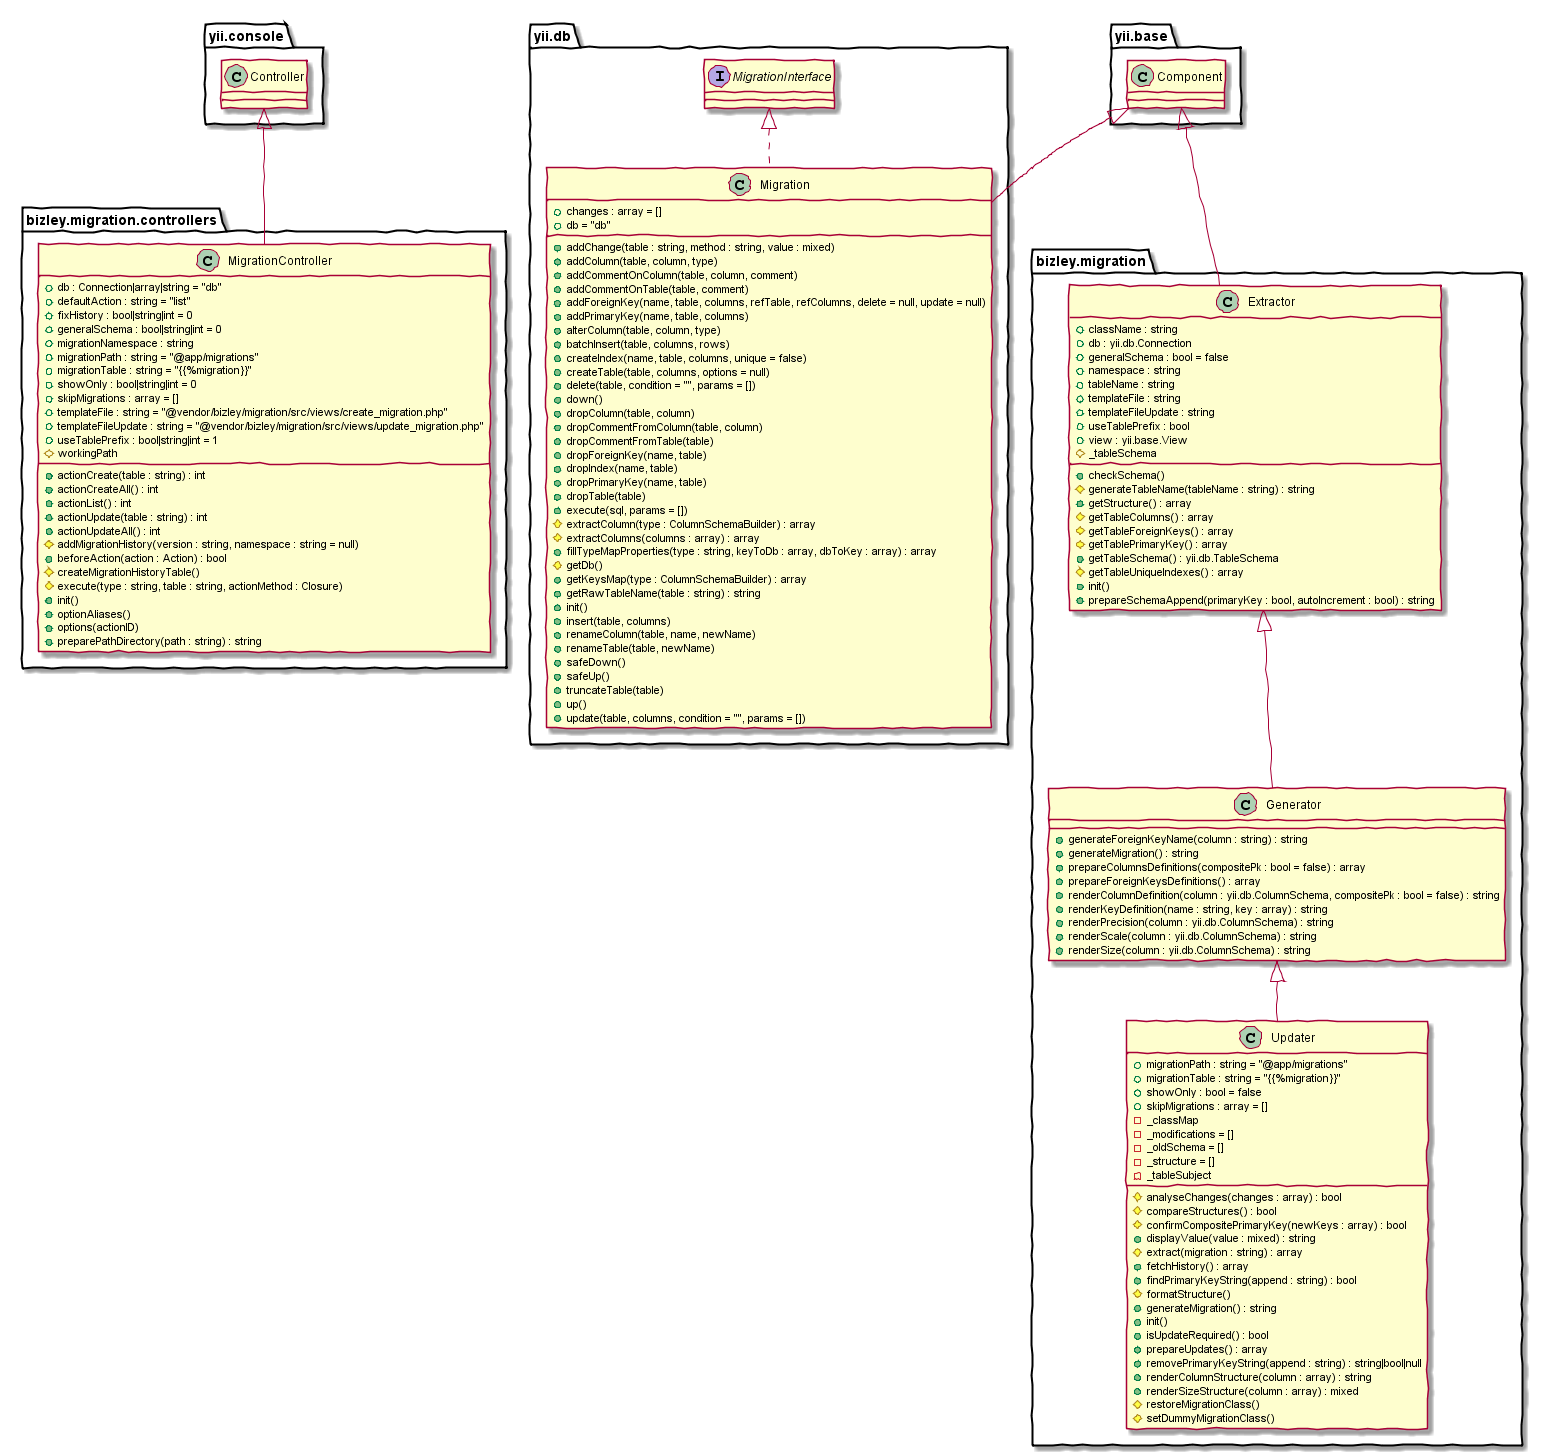 yii.console
C Controller
bizley.migration.controllers
C MigrationController
db : Connection|array|string = "db"
defaultAction : string = "list"
fixHistory : bool|string|int = 0
generalSchema : bool|string|int = 0
migrationNamespace : string
migrationPath : string = "@app/migrations"
migrationTable : string = "{{%migration}}"
showOnly : bool|string|int = 0
skipMigrations : array = []
templateFile : string = "@vendor/bizley/migration/src/views/create_migration.php"
templateFileUpdate : string = "@vendor/bizley/migration/src/views/update_migration.php"
useTablePrefix : bool|string|int = 1
workingPath
actionCreate(table : string) : int
actionCreateAll() : int
actionList() : int
actionUpdate(table : string) : int
actionUpdateAll() : int
addMigrationHistory(version : string, namespace : string = null)
beforeAction(action : Action) : bool
createMigrationHistoryTable()
execute(type : string, table : string, actionMethod : Closure)
init()
optionAliases()
options(actionID)
preparePathDirectory(path : string) : string
yii.db
I MigrationInterface
C Migration
changes : array = []
db = "db"
addChange(table : string, method : string, value : mixed)
addColumn(table, column, type)
addCommentOnColumn(table, column, comment)
addCommentOnTable(table, comment)
addForeignKey(name, table, columns, refTable, refColumns, delete = null, update = null)
addPrimaryKey(name, table, columns)
alterColumn(table, column, type)
batchInsert(table, columns, rows)
createIndex(name, table, columns, unique = false)
createTable(table, columns, options = null)
delete(table, condition = "", params = [])
down()
dropColumn(table, column)
dropCommentFromColumn(table, column)
dropCommentFromTable(table)
dropForeignKey(name, table)
dropIndex(name, table)
dropPrimaryKey(name, table)
dropTable(table)
execute(sql, params = [])
extractColumn(type : ColumnSchemaBuilder) : array
extractColumns(columns : array) : array
fillTypeMapProperties(type : string, keyToDb : array, dbToKey : array) : array
getDb()
getKeysMap(type : ColumnSchemaBuilder) : array
getRawTableName(table : string) : string
init()
insert(table, columns)
renameColumn(table, name, newName)
renameTable(table, newName)
safeDown()
safeUp()
truncateTable(table)
up()
update(table, columns, condition = "", params = [])
yii.base
C Component
bizley.migration
C Extractor
className : string
db : yii.db.Connection
generalSchema : bool = false
namespace : string
tableName : string
templateFile : string
templateFileUpdate : string
useTablePrefix : bool
view : yii.base.View
_tableSchema
checkSchema()
generateTableName(tableName : string) : string
getStructure() : array
getTableColumns() : array
getTableForeignKeys() : array
getTablePrimaryKey() : array
getTableSchema() : yii.db.TableSchema
getTableUniqueIndexes() : array
init()
prepareSchemaAppend(primaryKey : bool, autoIncrement : bool) : string
C Generator
generateForeignKeyName(column : string) : string
generateMigration() : string
prepareColumnsDefinitions(compositePk : bool = false) : array
prepareForeignKeysDefinitions() : array
renderColumnDefinition(column : yii.db.ColumnSchema, compositePk : bool = false) : string
renderKeyDefinition(name : string, key : array) : string
renderPrecision(column : yii.db.ColumnSchema) : string
renderScale(column : yii.db.ColumnSchema) : string
renderSize(column : yii.db.ColumnSchema) : string
C Updater
migrationPath : string = "@app/migrations"
migrationTable : string = "{{%migration}}"
showOnly : bool = false
skipMigrations : array = []
_classMap
_modifications = []
_oldSchema = []
_structure = []
_tableSubject
analyseChanges(changes : array) : bool
compareStructures() : bool
confirmCompositePrimaryKey(newKeys : array) : bool
displayValue(value : mixed) : string
extract(migration : string) : array
fetchHistory() : array
findPrimaryKeyString(append : string) : bool
formatStructure()
generateMigration() : string
init()
isUpdateRequired() : bool
prepareUpdates() : array
removePrimaryKeyString(append : string) : string|bool|null
renderColumnStructure(column : array) : string
renderSizeStructure(column : array) : mixed
restoreMigrationClass()
setDummyMigrationClass()